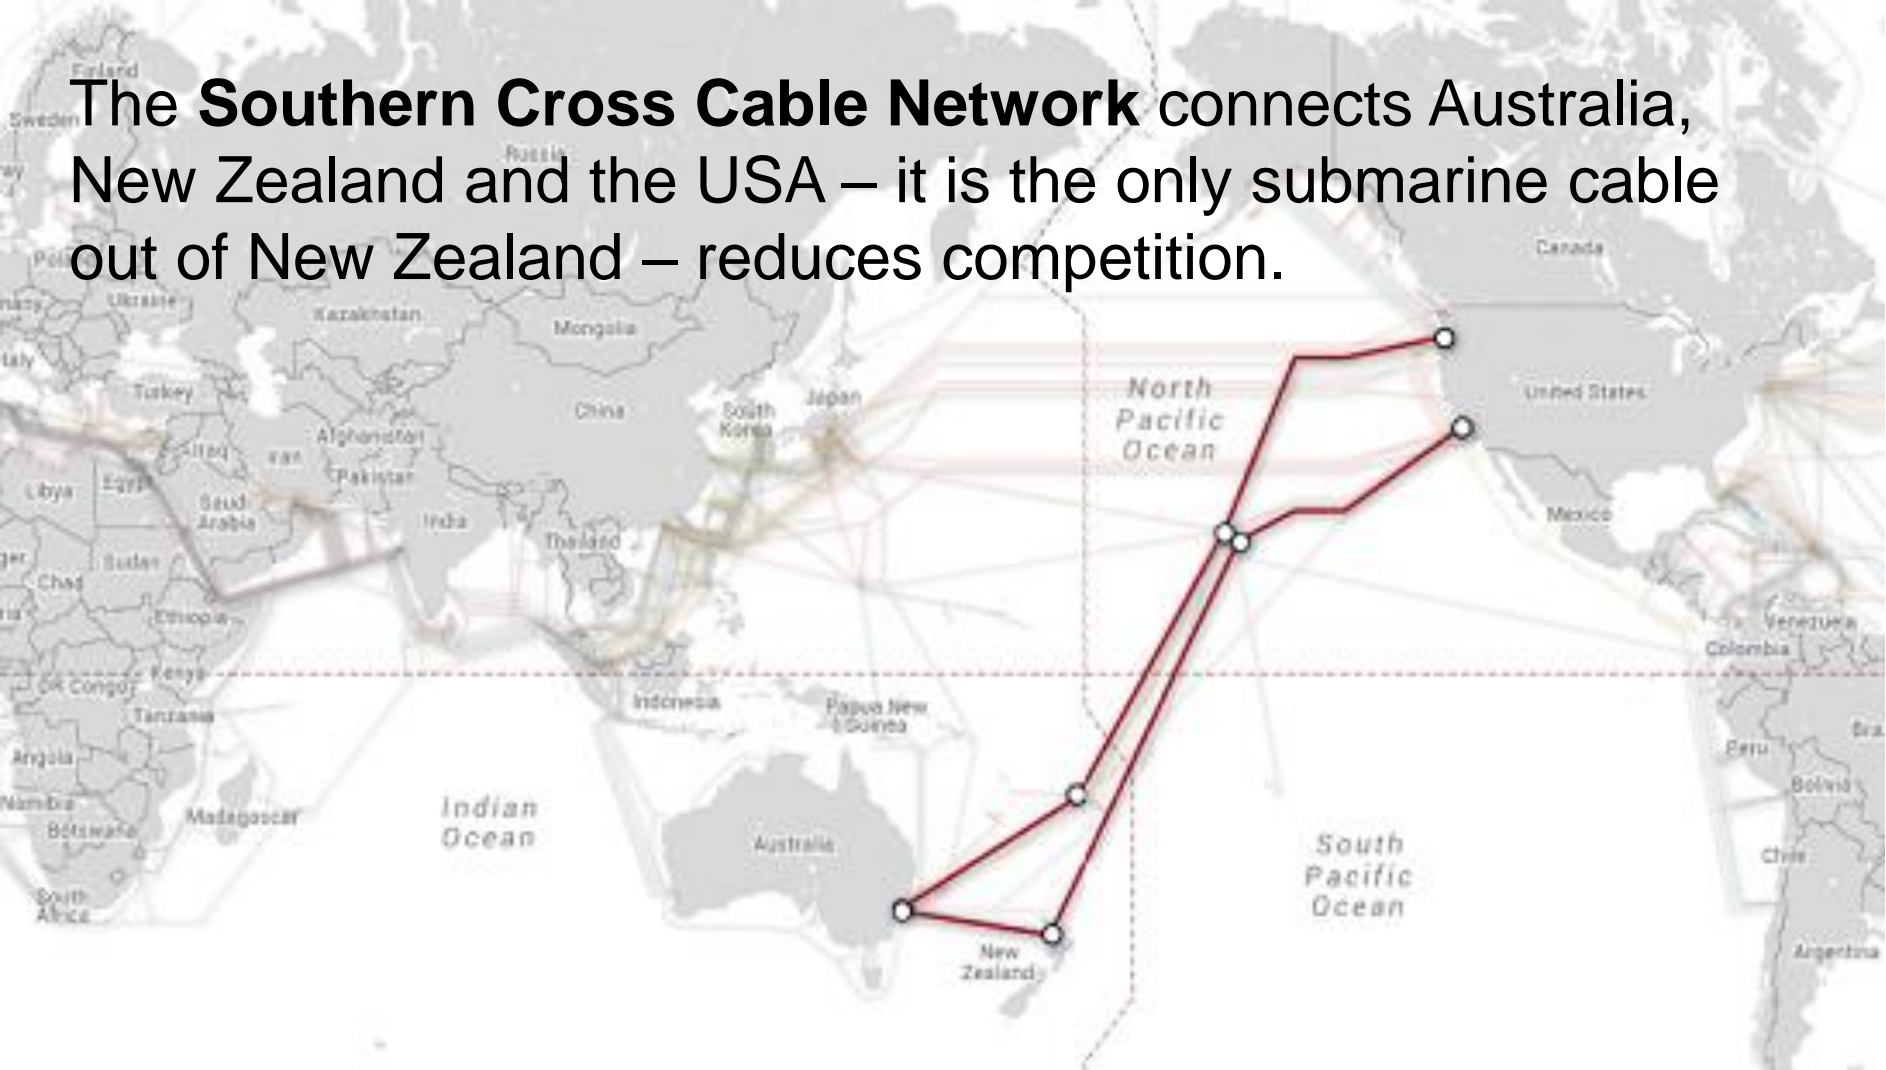 The Southern Cross Cable Network connects Australia,
New Zealand and the USA – it is the only submarine cable
out of New Zealand – reduces competition.
Finland
Sweden
Russia
Canada
Ukraine
Kazakhstan
Mongolia
Turkey
United States
North
Pacific
Ocean
China
South
Korea
Japan
Afghanistan
Iraq
Iran
Pakistan
Libya
Egypt
Saudi
Arabia
India
Mexico
Thailand
Sudan
Chad
Ethiopia
Venezuela
Colombia
Kenya
DR Congo
Indonesia
Papua New
Guinea
Tanzania
Peru
Angola
Bolivia
Namibia
Madagascar
Botswana
Indian
Ocean
Australia
South
Pacific
Ocean
Chile
South
Africa
New
Zealand
Argentina